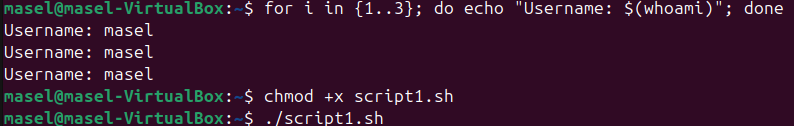 masel@masel-VirtualBox:~$ for i in {1..3}; do echo "Username: $(whoami)"; done
Username: masel
Username: masel
Username: masel
masel@masel-VirtualBox:~$ chmod +x script1.sh
masel@masel-VirtualBox:~$ ./script1.sh